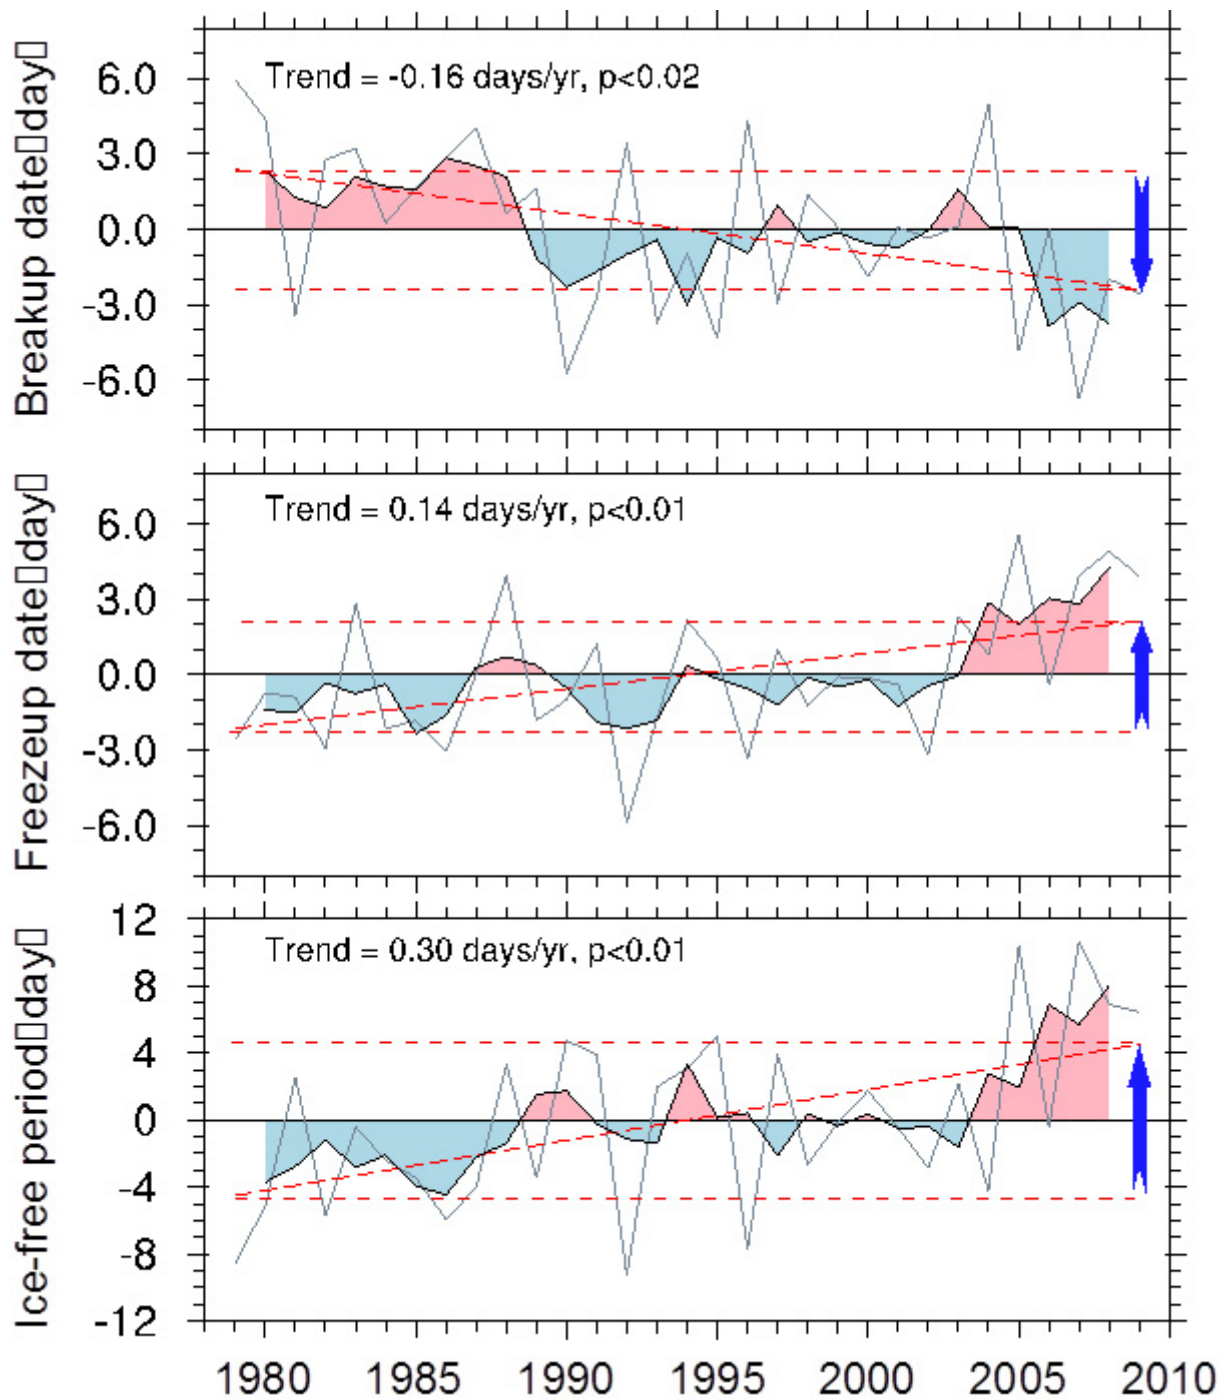 Breakup date▯day▯
6.0
3.0
0.0
-3.0
-6.0
Trend = -0.16 days/yr, p<0.02
Freezeup date▯day▯
6.0
3.0
0.0
-3.0
-6.0
Trend = 0.14 days/yr, p<0.01
Ice-free period▯day▯
12
8
4
0
-4
-8
-12
Trend = 0.30 days/yr, p<0.01
1980 1985 1990 1995 2000 2005 2010